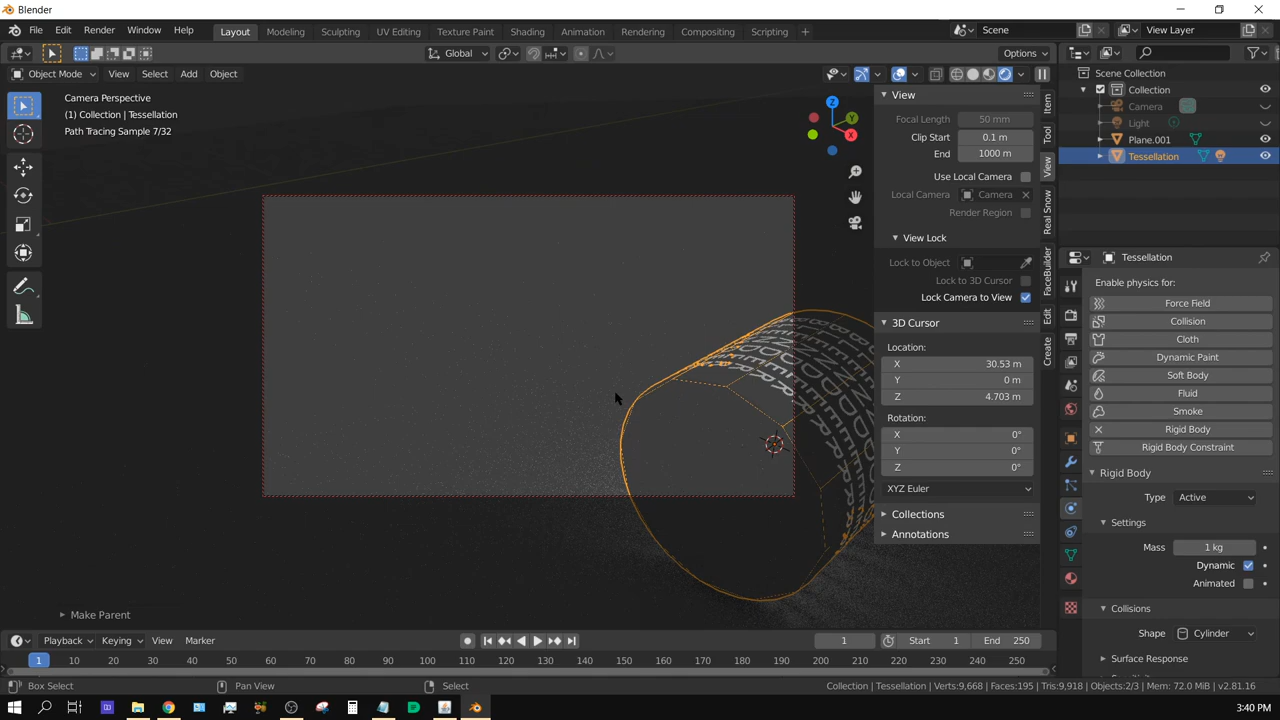 Blender
File Edit Render Window Help Layout Modeling Sculpting UV Editing Texture Paint Shading Animation Rendering Compositing Scripting + Scene View Layer
Global Options
Object Mode View Select Add Object
Camera Perspective
(1) Collection | Tessellation
Path Tracing Sample 7/32
Z
Y
X
View
Focal Length 50 mm
Clip Start 0.1 m
End 1000 m
Use Local Camera
Local Camera Camera
Render Region
View Lock
Lock to Object
Lock to 3D Cursor
Lock Camera to View
3D Cursor
Location:
X 30.53 m
Y 0 m
Z 4.703 m
Rotation:
X 0°
Y 0°
Z 0°
XYZ Euler
Collections
Annotations
Item
Tool
View
Real Snow
FaceBuilder
Edit
Create
Scene Collection
Collection
Camera
Light
Plane.001
Tessellation
Tessellation
Enable physics for:
Force Field
Collision
Cloth
Dynamic Paint
Soft Body
Fluid
Smoke
Rigid Body
Rigid Body Constraint
Rigid Body
Type Active
Settings
Mass 1 kg
Dynamic
Animated
Collisions
Shape Cylinder
Surface Response
Make Parent
Playback Keying View Marker 1 Start 1 End 250
1 10 20 30 40 50 60 70 80 90 100 110 120 130 140 150 160 170 180 190 200 210 220 230 240 250
Box Select Pan View Select Collection | Tessellation | Verts:9,668 | Faces:195 | Tris:9,918 | Objects:2/3 | Mem: 72.0 MiB | v2.81.16
3:40 PM